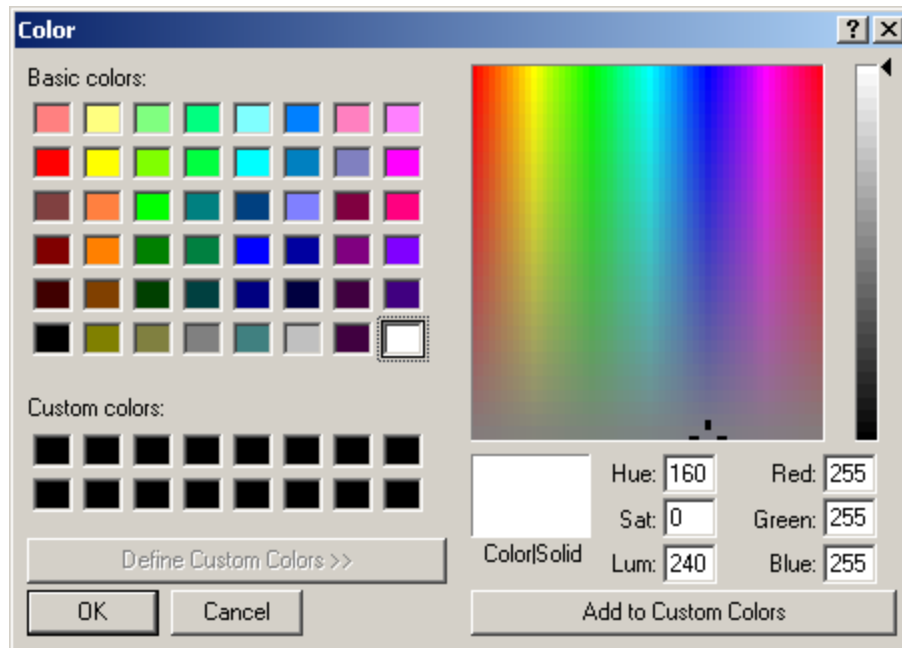 Color
Basic colors:
Custom colors:
Define Custom Colors >>
OK Cancel
Color|Solid
Hue: 160
Sat: 0
Lum: 240
Red: 255
Green: 255
Blue: 255
Add to Custom Colors